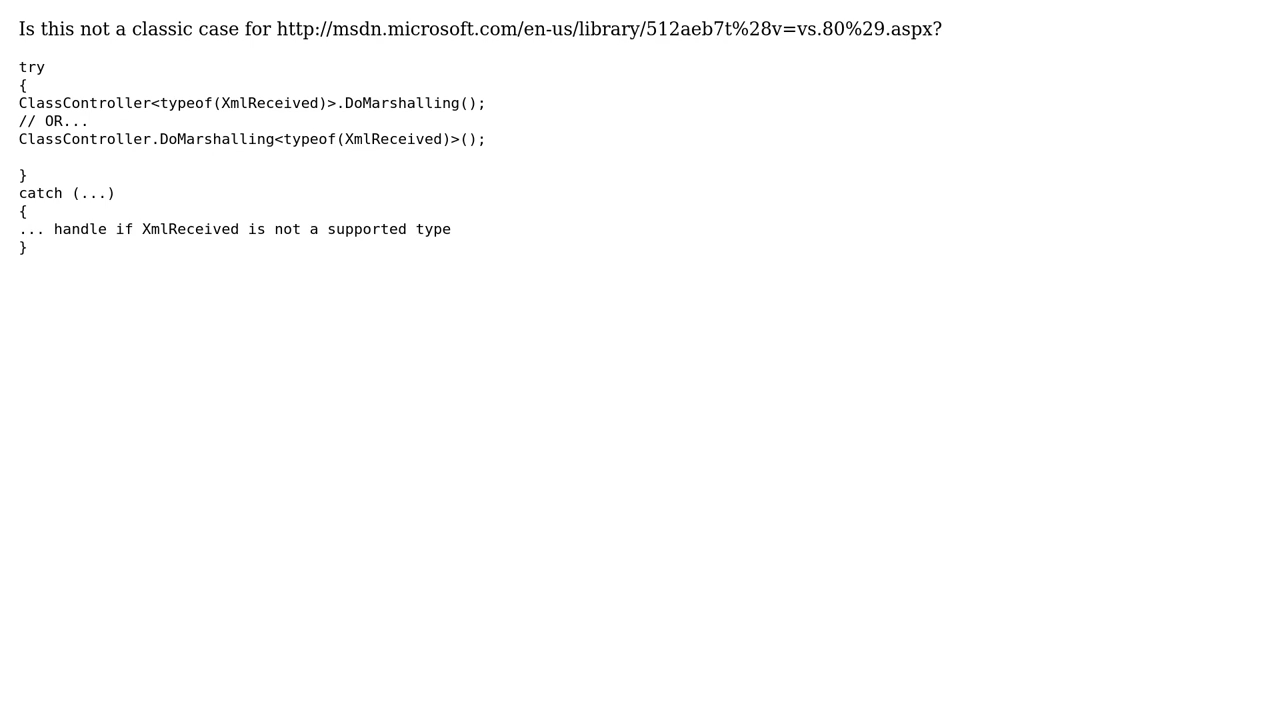 Is this not a classic case for http://msdn.microsoft.com/en-us/library/512aeb7t%28v=vs.80%29.aspx?
try
{
ClassController<typeof(XmlReceived)>.DoMarshalling();
// OR...
ClassController.DoMarshalling<typeof(XmlReceived)>();
}
catch (...)
{
... handle if XmlReceived is not a supported type
}